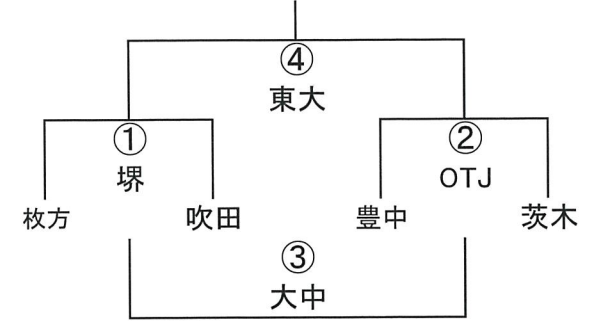 ④
東大
①
堺
②
OTJ
枚方
吹田
豊中
茨木
③
大中